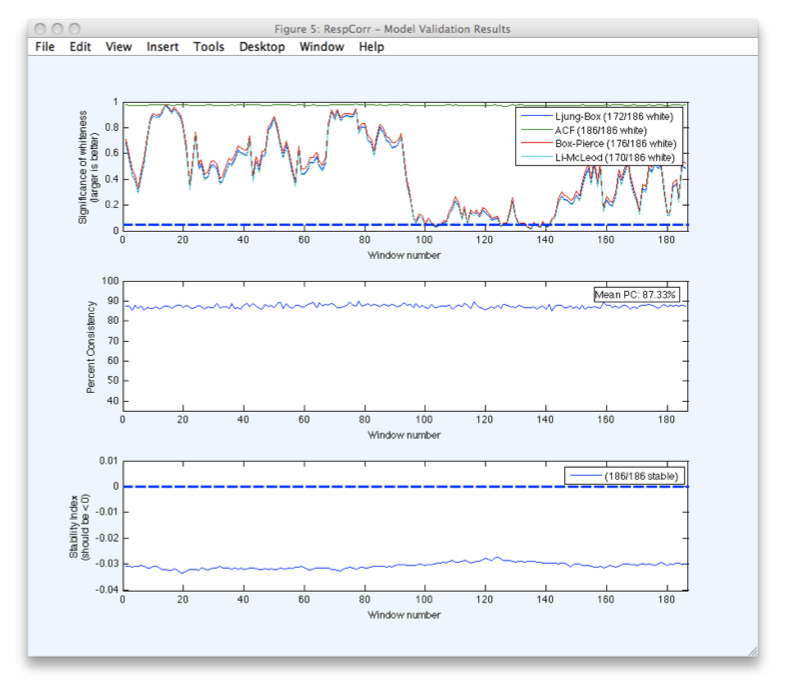 Figure 5: RespCorr – Model Validation Results
File Edit View Insert Tools Desktop Window Help
Significance of whiteness
(larger is better)
1
0.8
0.6
0.4
0.2
0
Ljung-Box (172/186 white)
ACF (186/186 white)
Box-Pierce (176/186 white)
Li-McLeod (170/186 white)
0 20 40 60 80 100 120 140 160 180
Window number
Percent Consistency
100
90
80
70
60
50
40
Mean PC: 87.33%
0 20 40 60 80 100 120 140 160 180
Window number
Stability Index
(should be <0)
0.01
0
-0.01
-0.02
-0.03
-0.04
(186/186 stable)
0 20 40 60 80 100 120 140 160 180
Window number